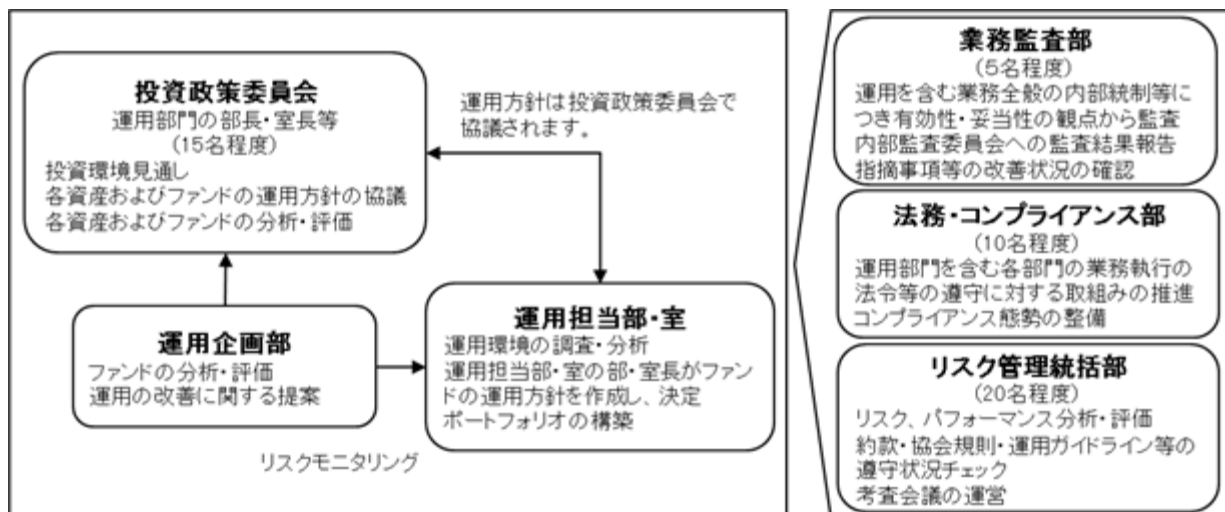 投資政策委員会
運用部門の部長・室長等
(15名程度)
投資環境見通し
各資産およびファンドの運用方針の協議
各資産およびファンドの分析・評価
運用方針は投資政策委員会で
協議されます。
運用企画部
ファンドの分析・評価
運用の改善に関する提案
運用担当部・室
運用環境の調査・分析
運用担当部・室の部・室長がファン
ドの運用方針を作成し、決定
ポートフォリオの構築
リスクモニタリング
業務監査部
(5名程度)
運用を含む業務全般の内部統制等に
つき有効性・妥当性の観点から監査
内部監査委員会への監査結果報告
指摘事項等の改善状況の確認
法務・コンプライアンス部
(10名程度)
運用部門を含む各部門の業務執行の
法令等の遵守に対する取組みの推進
コンプライアンス態勢の整備
リスク管理統括部
(20名程度)
リスク、パフォーマンス分析・評価
約款・協会規則・運用ガイドライン等の
遵守状況チェック
考査会議の運営